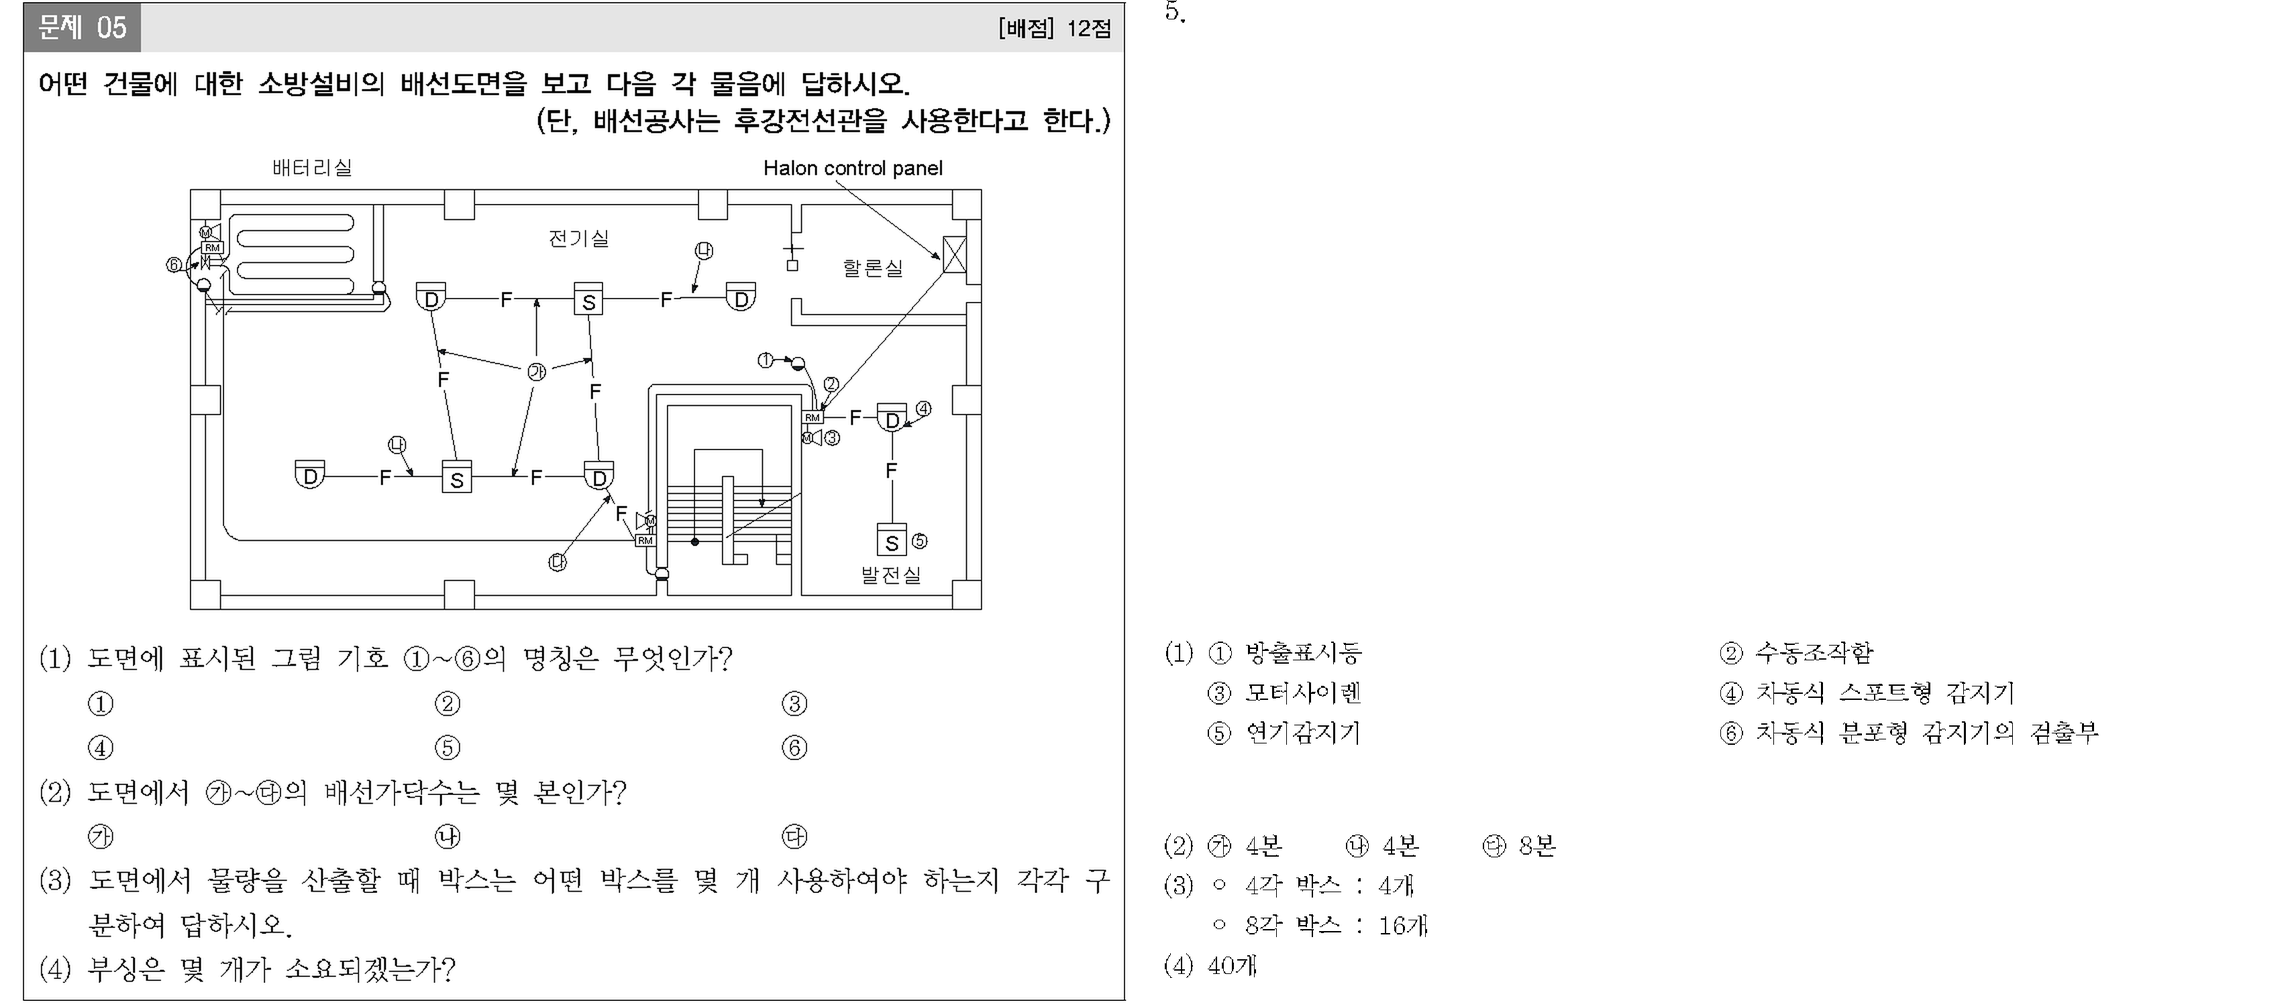 문제 05 [배점] 12점
어떤 건물에 대한 소방설비의 배선도면을 보고 다음 각 물음에 답하시오.
(단, 배선공사는 후강전선관을 사용한다고 한다.)
배터리실
Halon control panel
전기실
할론실
발전실
M
RM
⑥
㉯
D F S F D
㉮
F
F
①
②
RM F D ④
M ③
F
㉯
D F S F D
F
M
RM
㉰
S ⑤
(1) 도면에 표시된 그림 기호 ①~⑥의 명칭은 무엇인가?
① ② ③
④ ⑤ ⑥
(2) 도면에서 ㉮~㉰의 배선가닥수는 몇 본인가?
㉮ ㉯ ㉰
(3) 도면에서 물량을 산출할 때 박스는 어떤 박스를 몇 개 사용하여야 하는지 각각 구
분하여 답하시오.
(4) 부싱은 몇 개가 소요되겠는가?
5.
(1) ① 방출표시등 ② 수동조작함
③ 모터사이렌 ④ 차동식 스포트형 감지기
⑤ 연기감지기 ⑥ 차동식 분포형 감지기의 검출부
(2) ㉮ 4본 ㉯ 4본 ㉰ 8본
(3) ○ 4각 박스 : 4개
○ 8각 박스 : 16개
(4) 40개